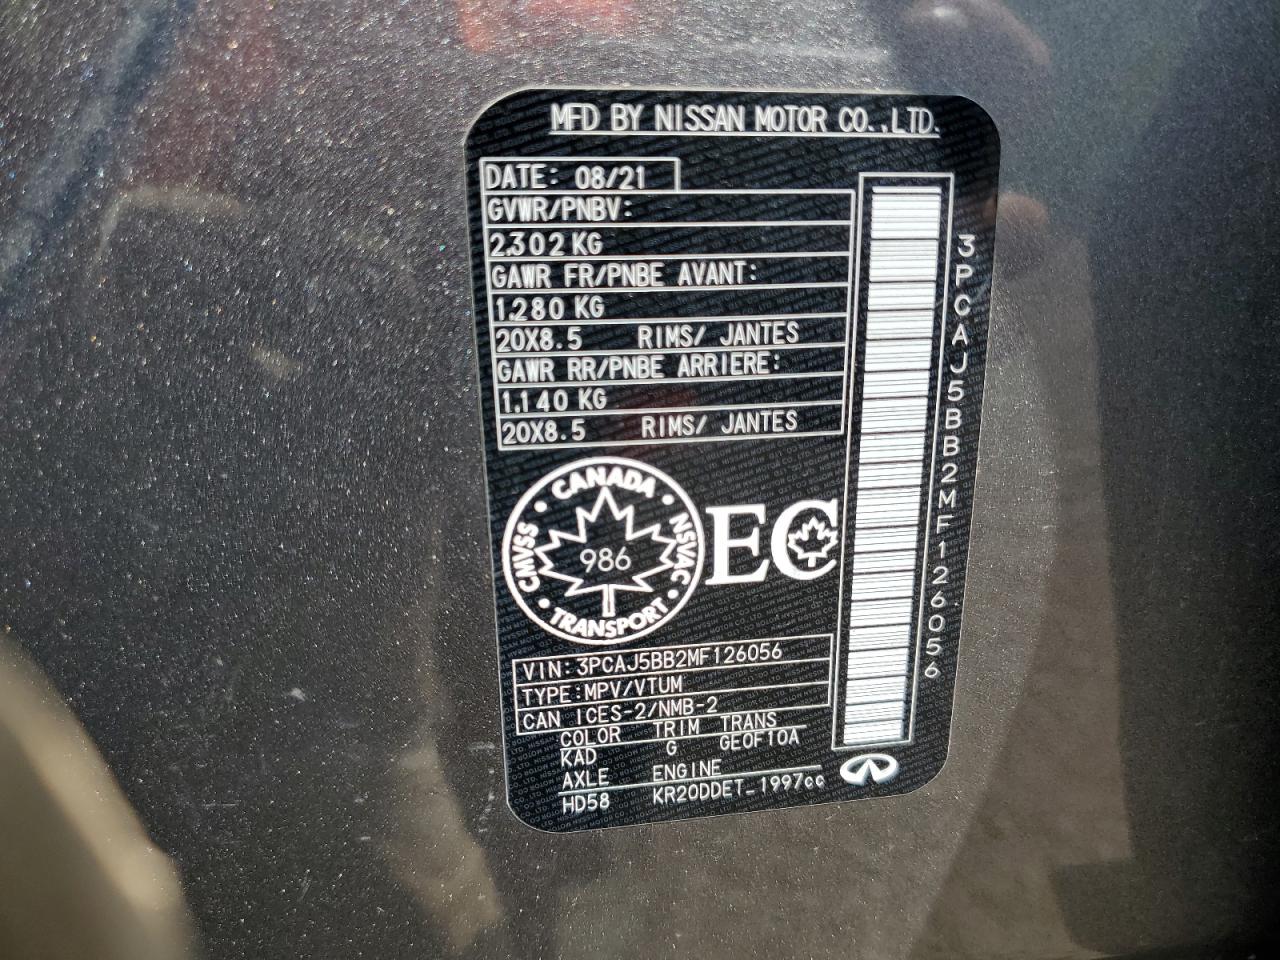 MFD BY NISSAN MOTOR CO.,LTD.
DATE: 08/21
GVWR/PNBV:
2,302 KG
GAWR FR/PNBE AVANT:
1,280 KG
20X8.5 RIMS/ JANTES
GAWR RR/PNBE ARRIERE:
1,140 KG
20X8.5 RIMS/ JANTES
CANADA
CMVSS
986
NSVAC
TRANSPORT
EC
VIN: 3PCAJ5BB2MF126056
TYPE: MPV/VTUM
CAN ICES-2/NMB-2
COLOR TRIM TRANS
KAD G GE0F10A
AXLE ENGINE
HD58 KR20DDET_1997cc
3PCAJ5BB2MF126056